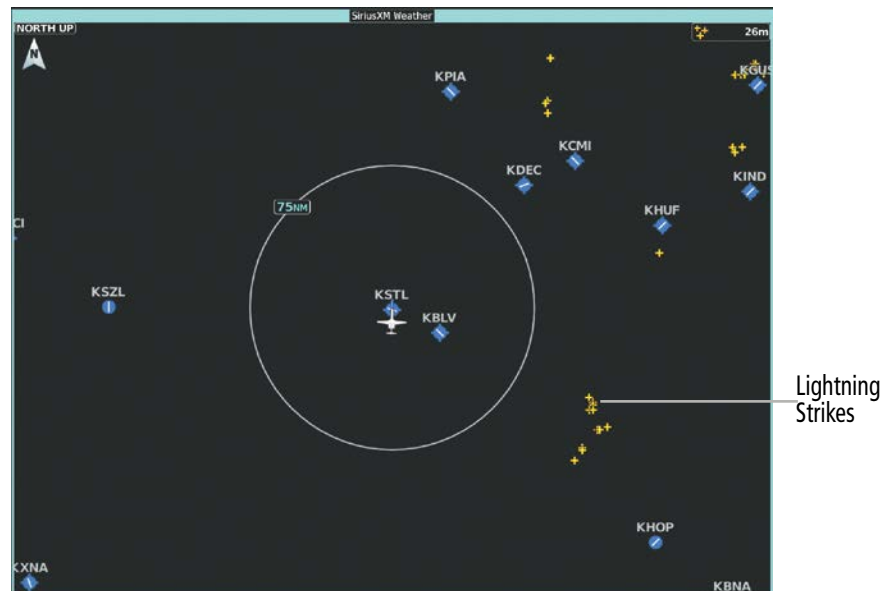 SiriusXM Weather
NORTH UP
26m
N
KPIA
KGUS
KCMI
KDEC
KIND
75NM
KHUF
CI
KSZL
KSTL
KBLV
Lightning
Strikes
KHOP
KXNA
KBNA